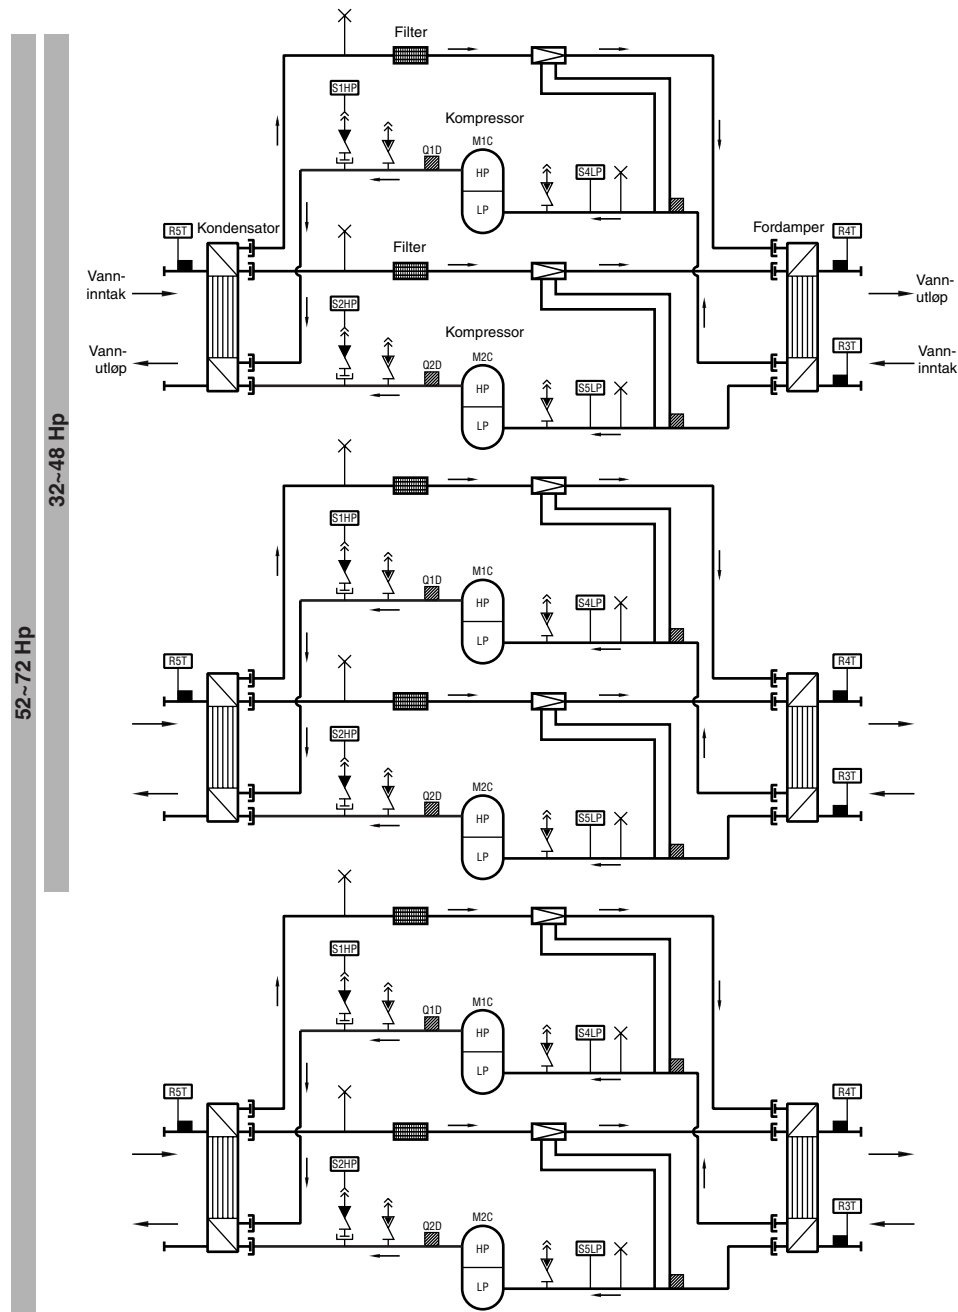 32~48 Hp
52~72 Hp
Filter
S1HP
Kompressor
Q1D
M1C
HP
LP
S4LP
R5T
Kondensator
Filter
Fordamper
R4T
Vann-
inntak
Vann-
utløp
S2HP
Kompressor
Vann-
utløp
Q2D
M2C
HP
LP
S5LP
R3T
Vann-
inntak
S1HP
Q1D
M1C
HP
LP
S4LP
R5T
R4T
S2HP
Q2D
M2C
HP
LP
S5LP
R3T
S1HP
Q1D
M1C
HP
LP
S4LP
R5T
R4T
S2HP
Q2D
M2C
HP
LP
S5LP
R3T